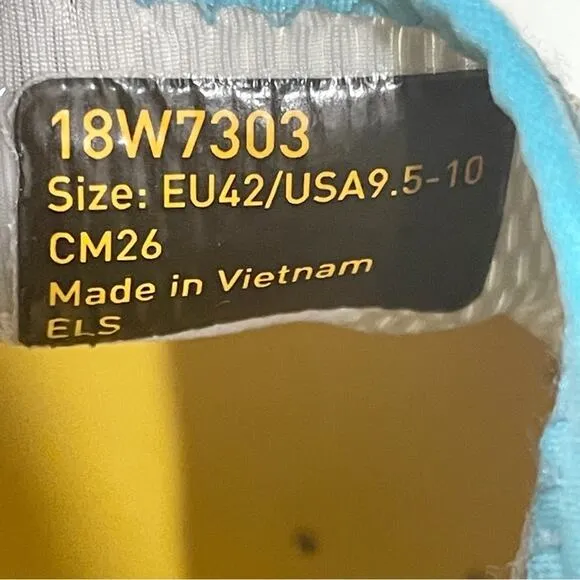 18W7303
Size: EU42/USA9.5-10
CM26
Made in Vietnam
ELS